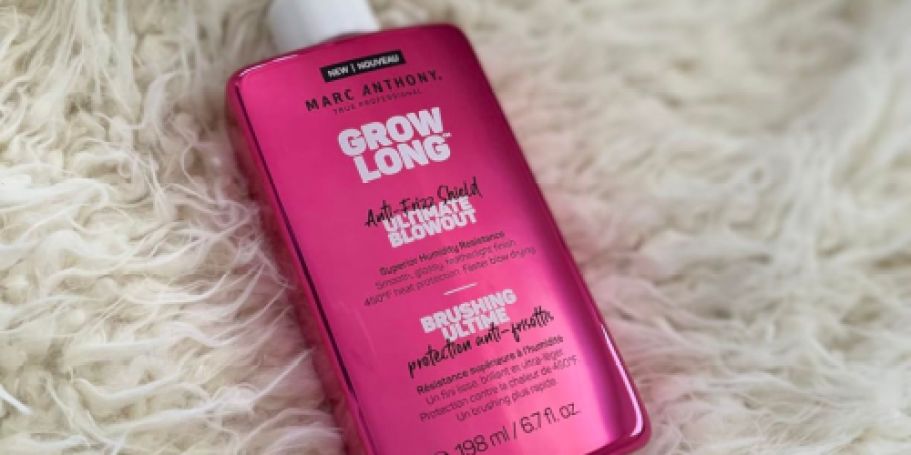 NEW | NOUVEAU
MARC ANTHONY.
TRUE PROFESSIONAL
GROW
LONG™
Anti-Frizz Shield
ULTIMATE
BLOWOUT
Superior Humidity Resistance
Smooth, glossy, featherlight finish.
450°F heat protection. Faster blow drying.
BRUSHING
ULTIME
protection anti-frisottis
Résistance supérieure à l'humidité
Un fini lisse, brillant et ultra-léger
Protection contre la chaleur de 450°F.
Un brushing plus rapide.
198 ml / 6.7 fl. oz